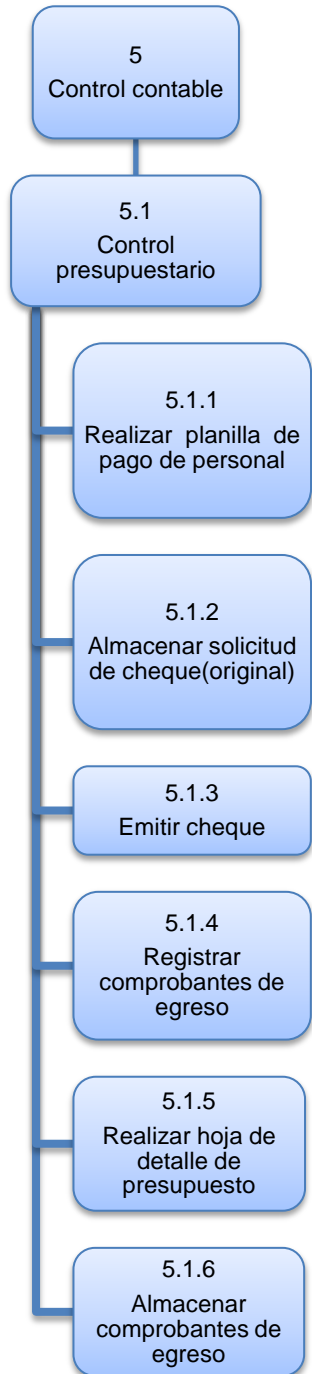 5
Control contable
5.1
Control
presupuestario
5.1.1
Realizar planilla de
pago de personal
5.1.2
Almacenar solicitud
de cheque(original)
5.1.3
Emitir cheque
5.1.4
Registrar
comprobantes de
egreso
5.1.5
Realizar hoja de
detalle de
presupuesto
5.1.6
Almacenar
comprobantes de
egreso